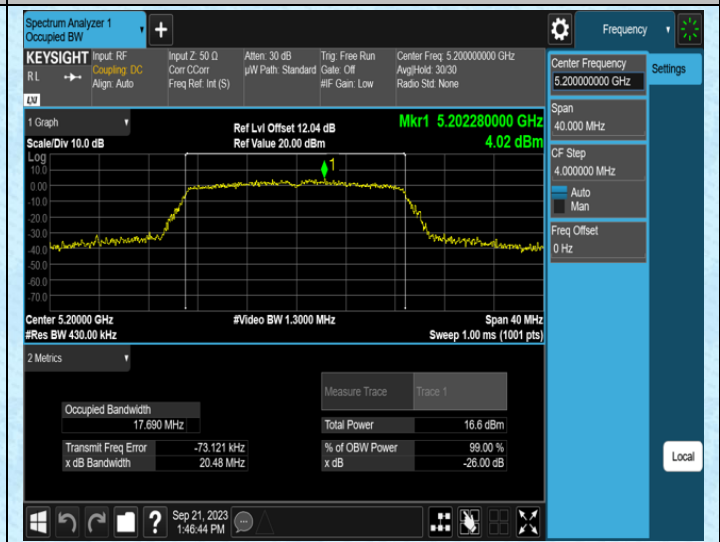 Spectrum Analyzer 1
Occupied BW
+
Frequency
KEYSIGHT
RL
LXI
Input: RF
Coupling: DC
Align: Auto
Input Z: 50 Ω
Corr CCorr
Freq Ref: Int (S)
Atten: 30 dB
µW Path: Standard
Trig: Free Run
Gate: Off
#IF Gain: Low
Center Freq: 5.200000000 GHz
Avg|Hold: 30/30
Radio Std: None
Center Frequency
5.200000000 GHz
Settings
Span
40.000 MHz
CF Step
4.000000 MHz
Auto
Man
Freq Offset
0 Hz
Local
1 Graph
Scale/Div 10.0 dB
Ref Lvl Offset 12.04 dB
Ref Value 20.00 dBm
Mkr1 5.202280000 GHz
4.02 dBm
Log
10.0
0.00
-10.0
-20.0
-30.0
-40.0
-50.0
-60.0
-70.0
1
Center 5.20000 GHz
#Res BW 430.00 kHz
#Video BW 1.3000 MHz
Span 40 MHz
Sweep 1.00 ms (1001 pts)
2 Metrics
Measure Trace Trace 1
Occupied Bandwidth
17.690 MHz
Total Power 16.6 dBm
Transmit Freq Error -73.121 kHz
% of OBW Power 99.00 %
x dB Bandwidth 20.48 MHz
x dB -26.00 dB
?
Sep 21, 2023
1:46:44 PM